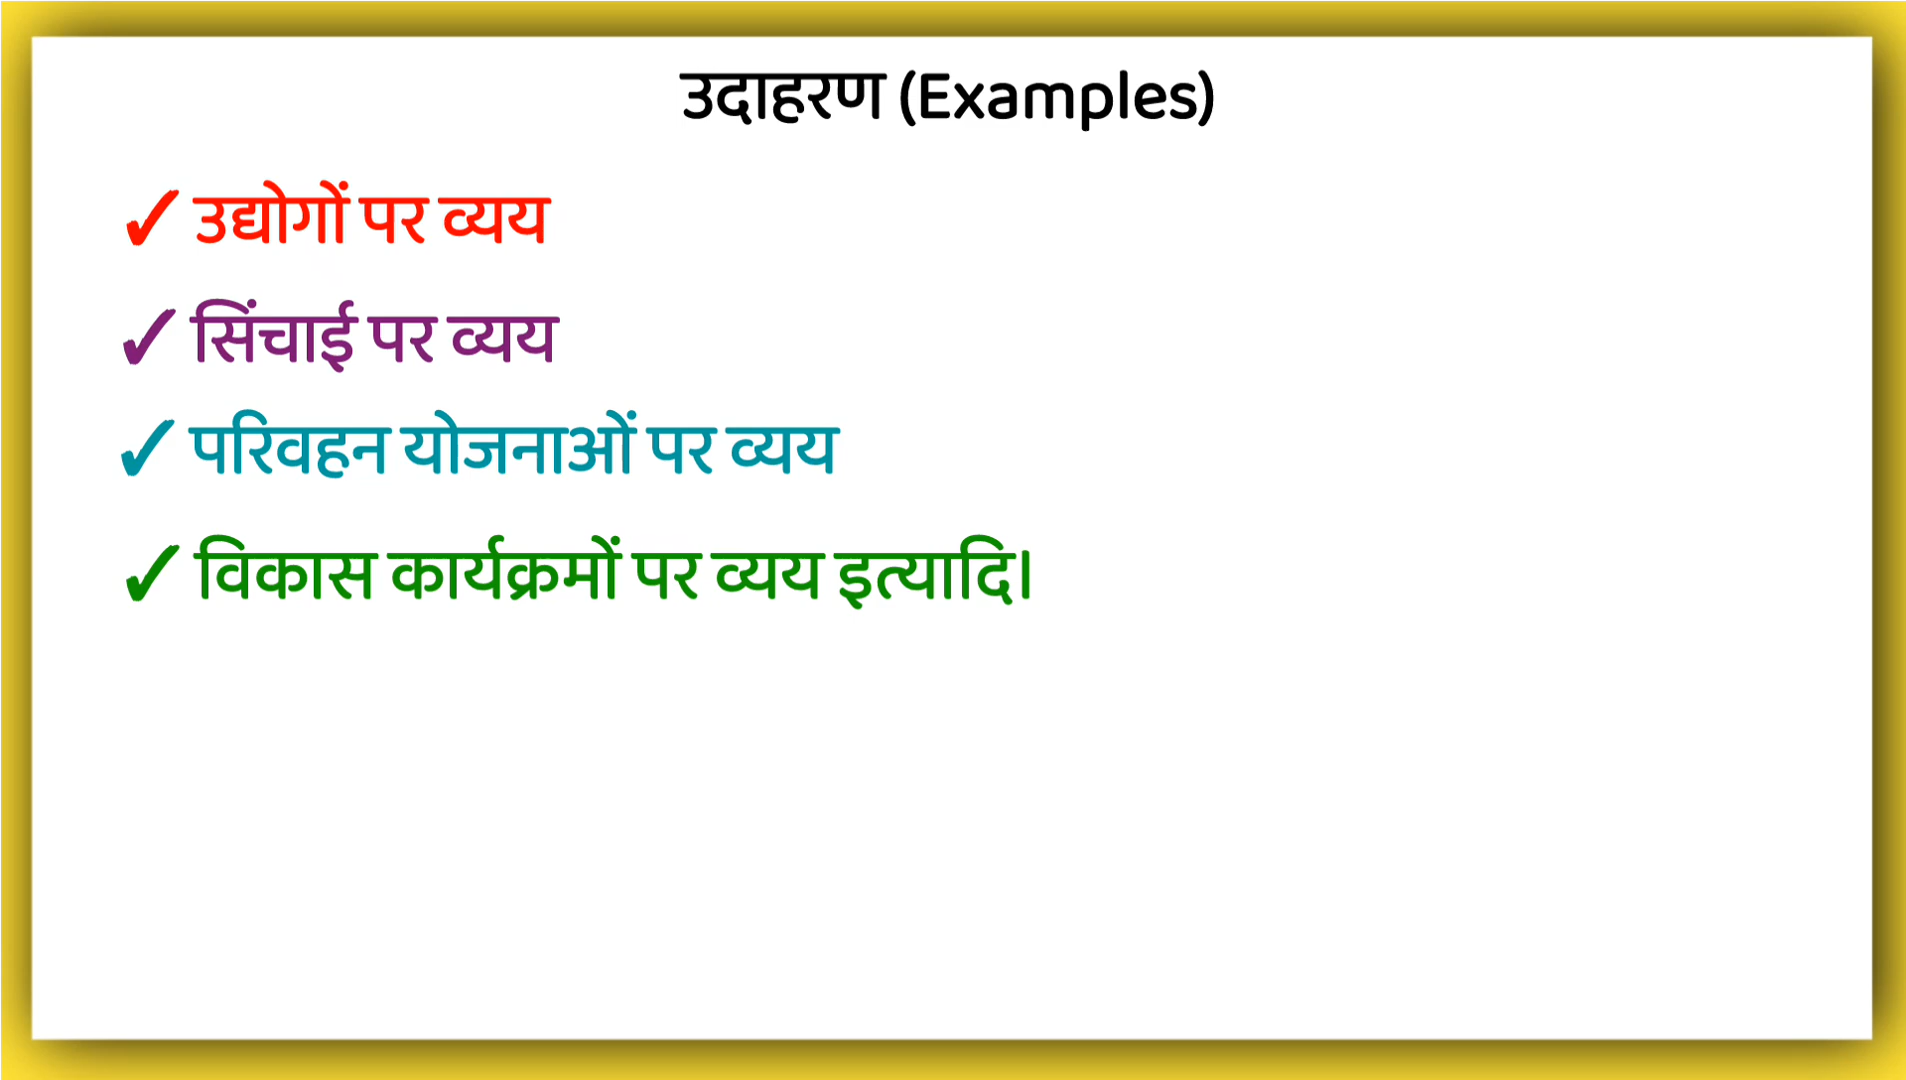 उदाहरण (Examples)
✓ उद्योगों पर व्यय
✓ सिंचाई पर व्यय
✓ परिवहन योजनाओं पर व्यय
✓ विकास कार्यक्रमों पर व्यय इत्यादि।